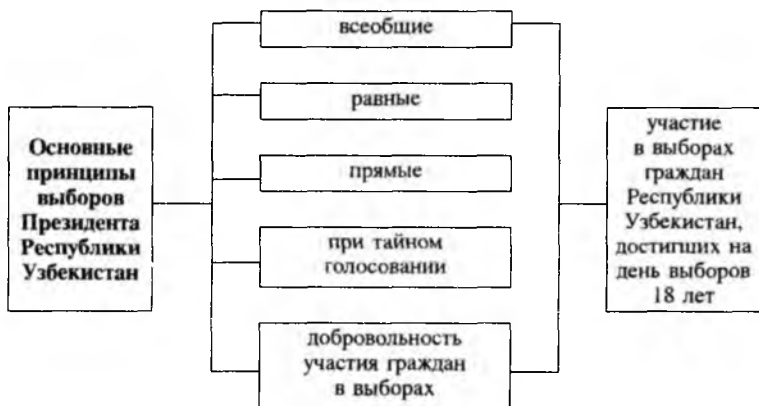 Основные
принципы
выборов
Президента
Республики
Узбекистан
всеобщие
равные
прямые
при тайном
голосовании
добровольность
участия граждан
в выборах
участие
в выборах
граждан
Республики
Узбекистан,
достигших на
день выборов
18 лет